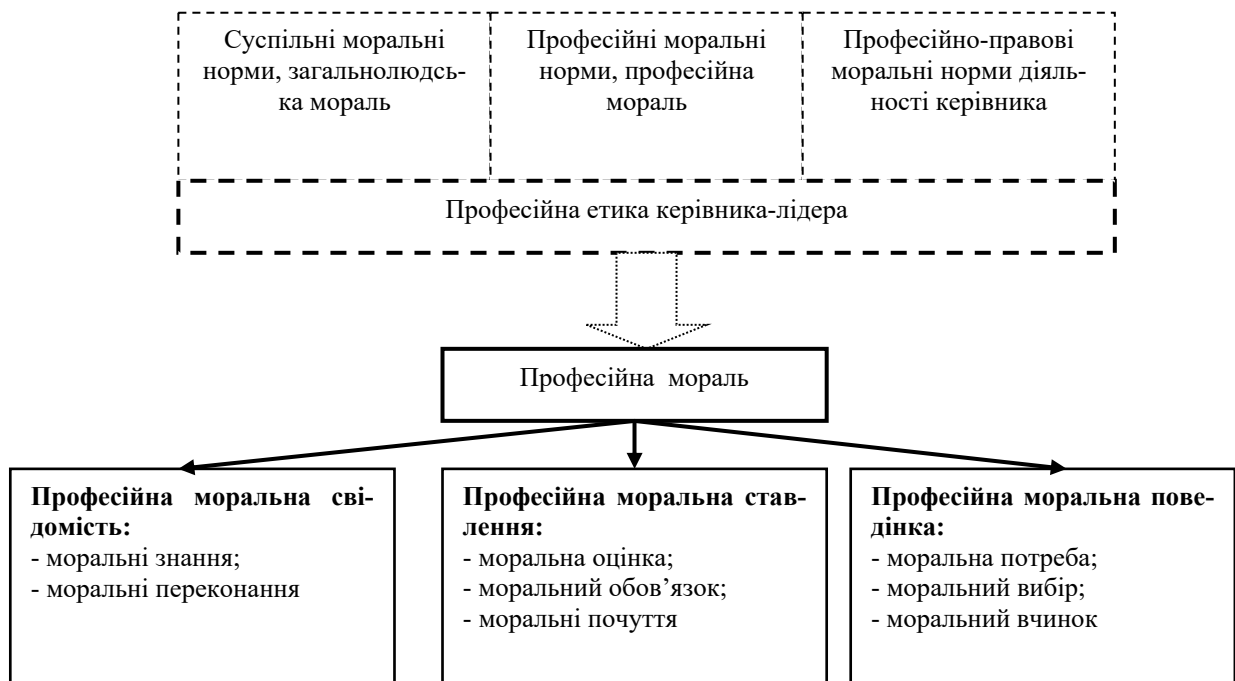 Суспільні моральні
норми, загальнолюдсь-
ка мораль
Професійні моральні
норми, професійна
мораль
Професійно-правові
моральні норми діяль-
ності керівника
Професійна етика керівника-лідера
Професійна мораль
Професійна моральна сві-
домість:
- моральні знання;
- моральні переконання
Професійна моральна став-
лення:
- моральна оцінка;
- моральний обов’язок;
- моральні почуття
Професійна моральна пове-
дінка:
- моральна потреба;
- моральний вибір;
- моральний вчинок